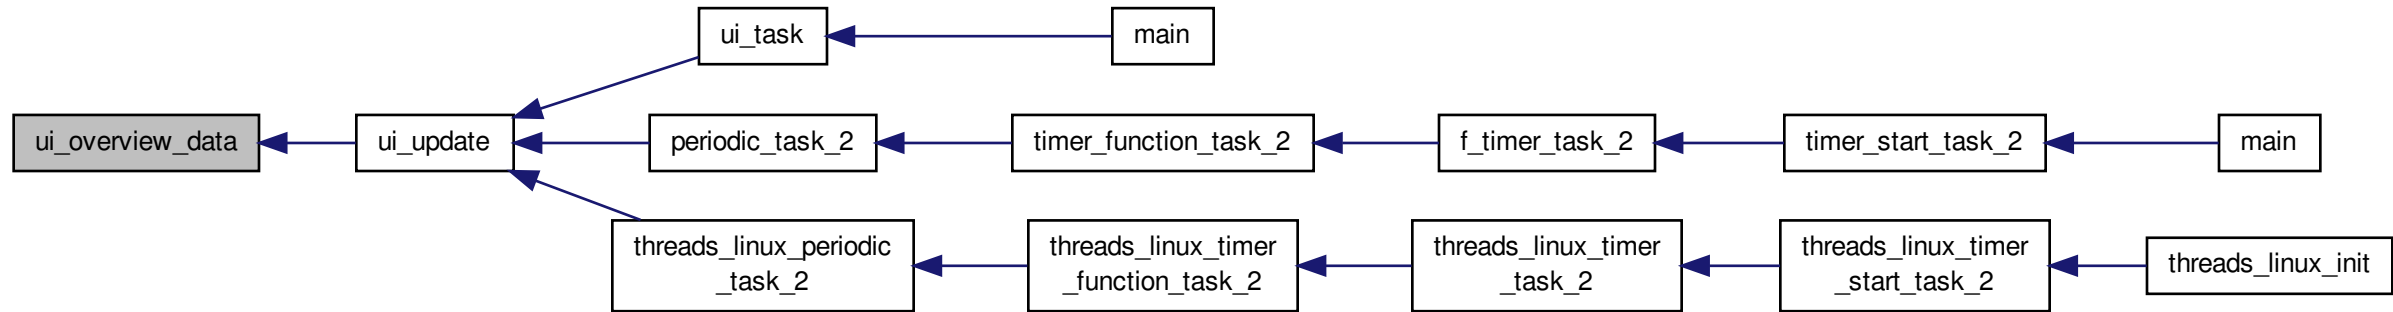 ui_task
main
ui_overview_data
ui_update
periodic_task_2
timer_function_task_2
f_timer_task_2
timer_start_task_2
main
threads_linux_periodic
_task_2
threads_linux_timer
_function_task_2
threads_linux_timer
_task_2
threads_linux_timer
_start_task_2
threads_linux_init